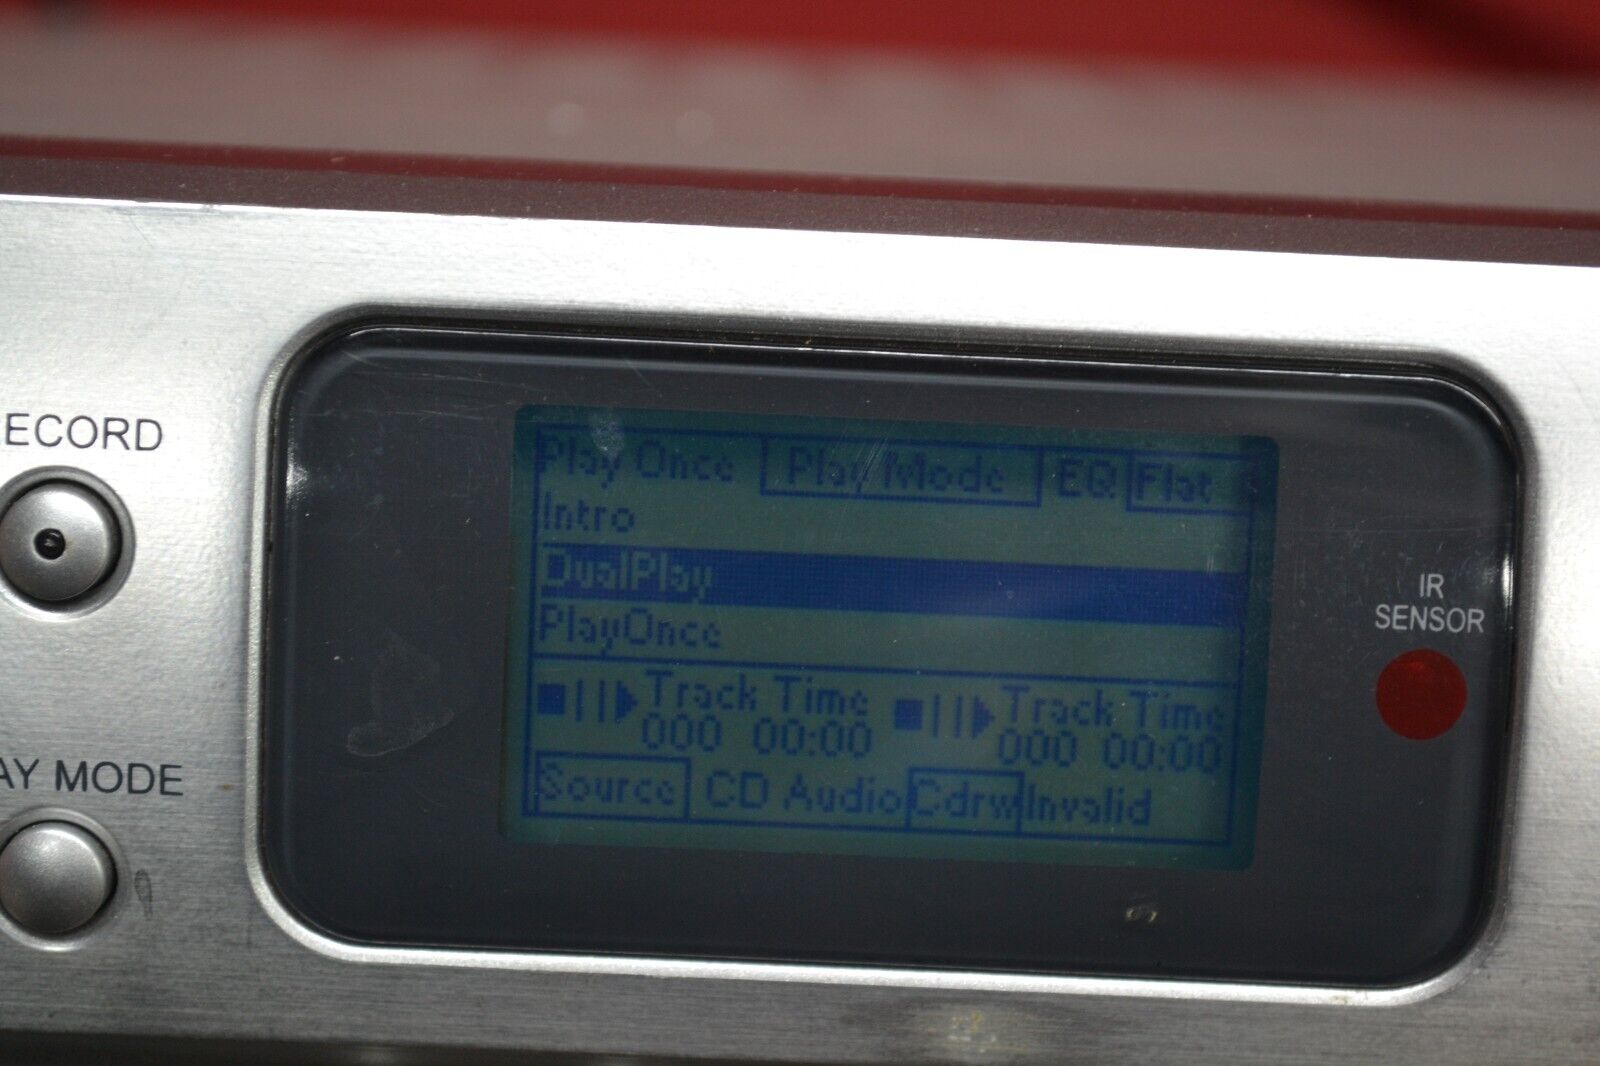 ECORD
AY MODE
Play Once Play Mode EQ Flat
Intro
DualPlay
PlayOnce
Track Time Track Time
000 00:00 000 00:00
Source CD Audio Cdrw Invalid
IR
SENSOR